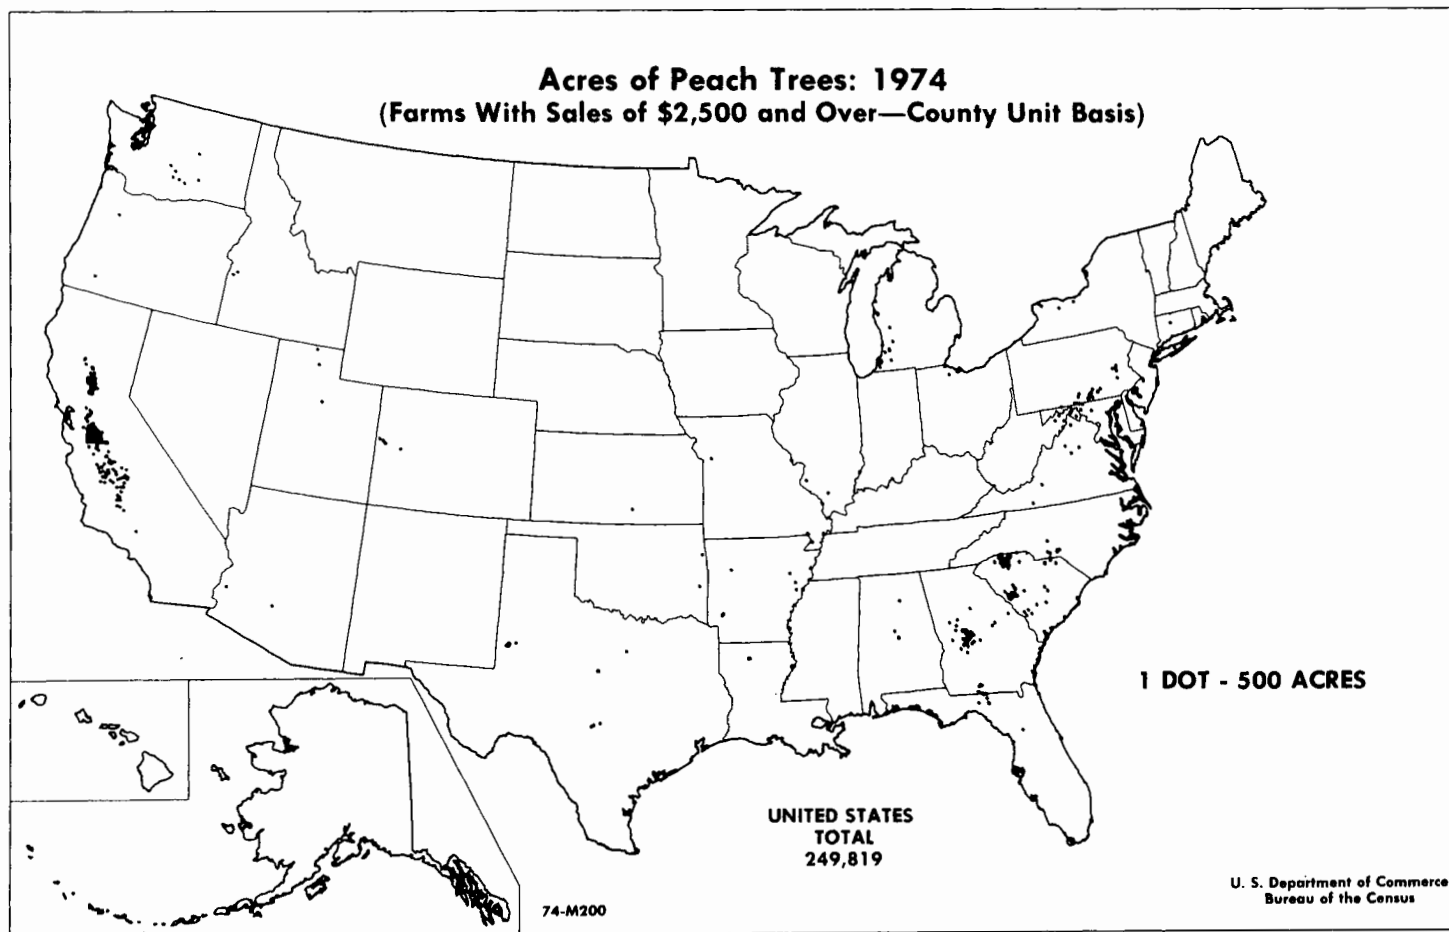 Acres of Peach Trees: 1974
(Farms With Sales of $2,500 and Over—County Unit Basis)
1 DOT - 500 ACRES
UNITED STATES
TOTAL
249,819
U. S. Department of Commerce
Bureau of the Census
74-M200